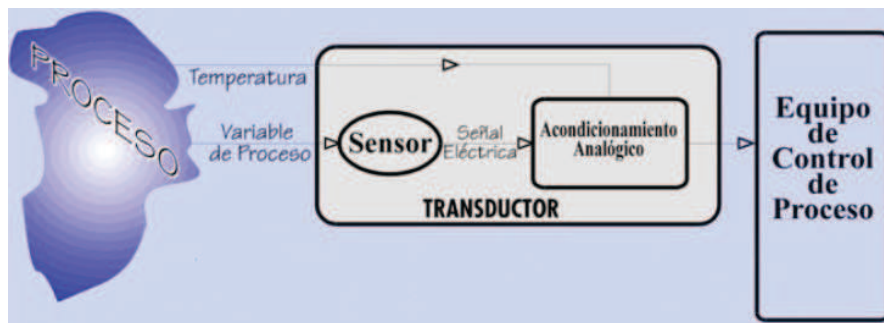 PROCESO
Temperatura
Variable
de Proceso
Sensor
Señal
Eléctrica
Acondicionamiento
Analógico
TRANSDUCTOR
Equipo
de
Control
de
Proceso